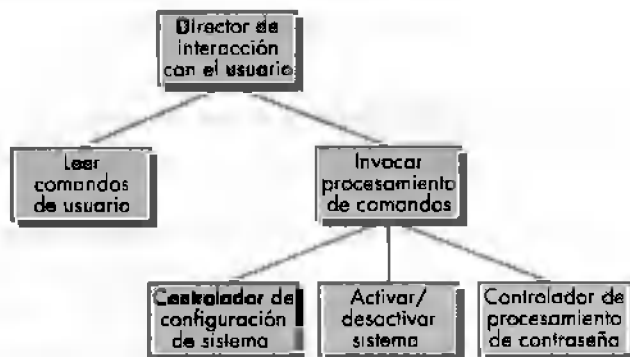 Director de
interacción
con el usuario
Leer
comandos
de usuario
Invocar
procesamiento
de comandos
Controlador de
configuración
de sistema
Activar/
desactivar
sistema
Controlador de
procesamiento
de contraseña